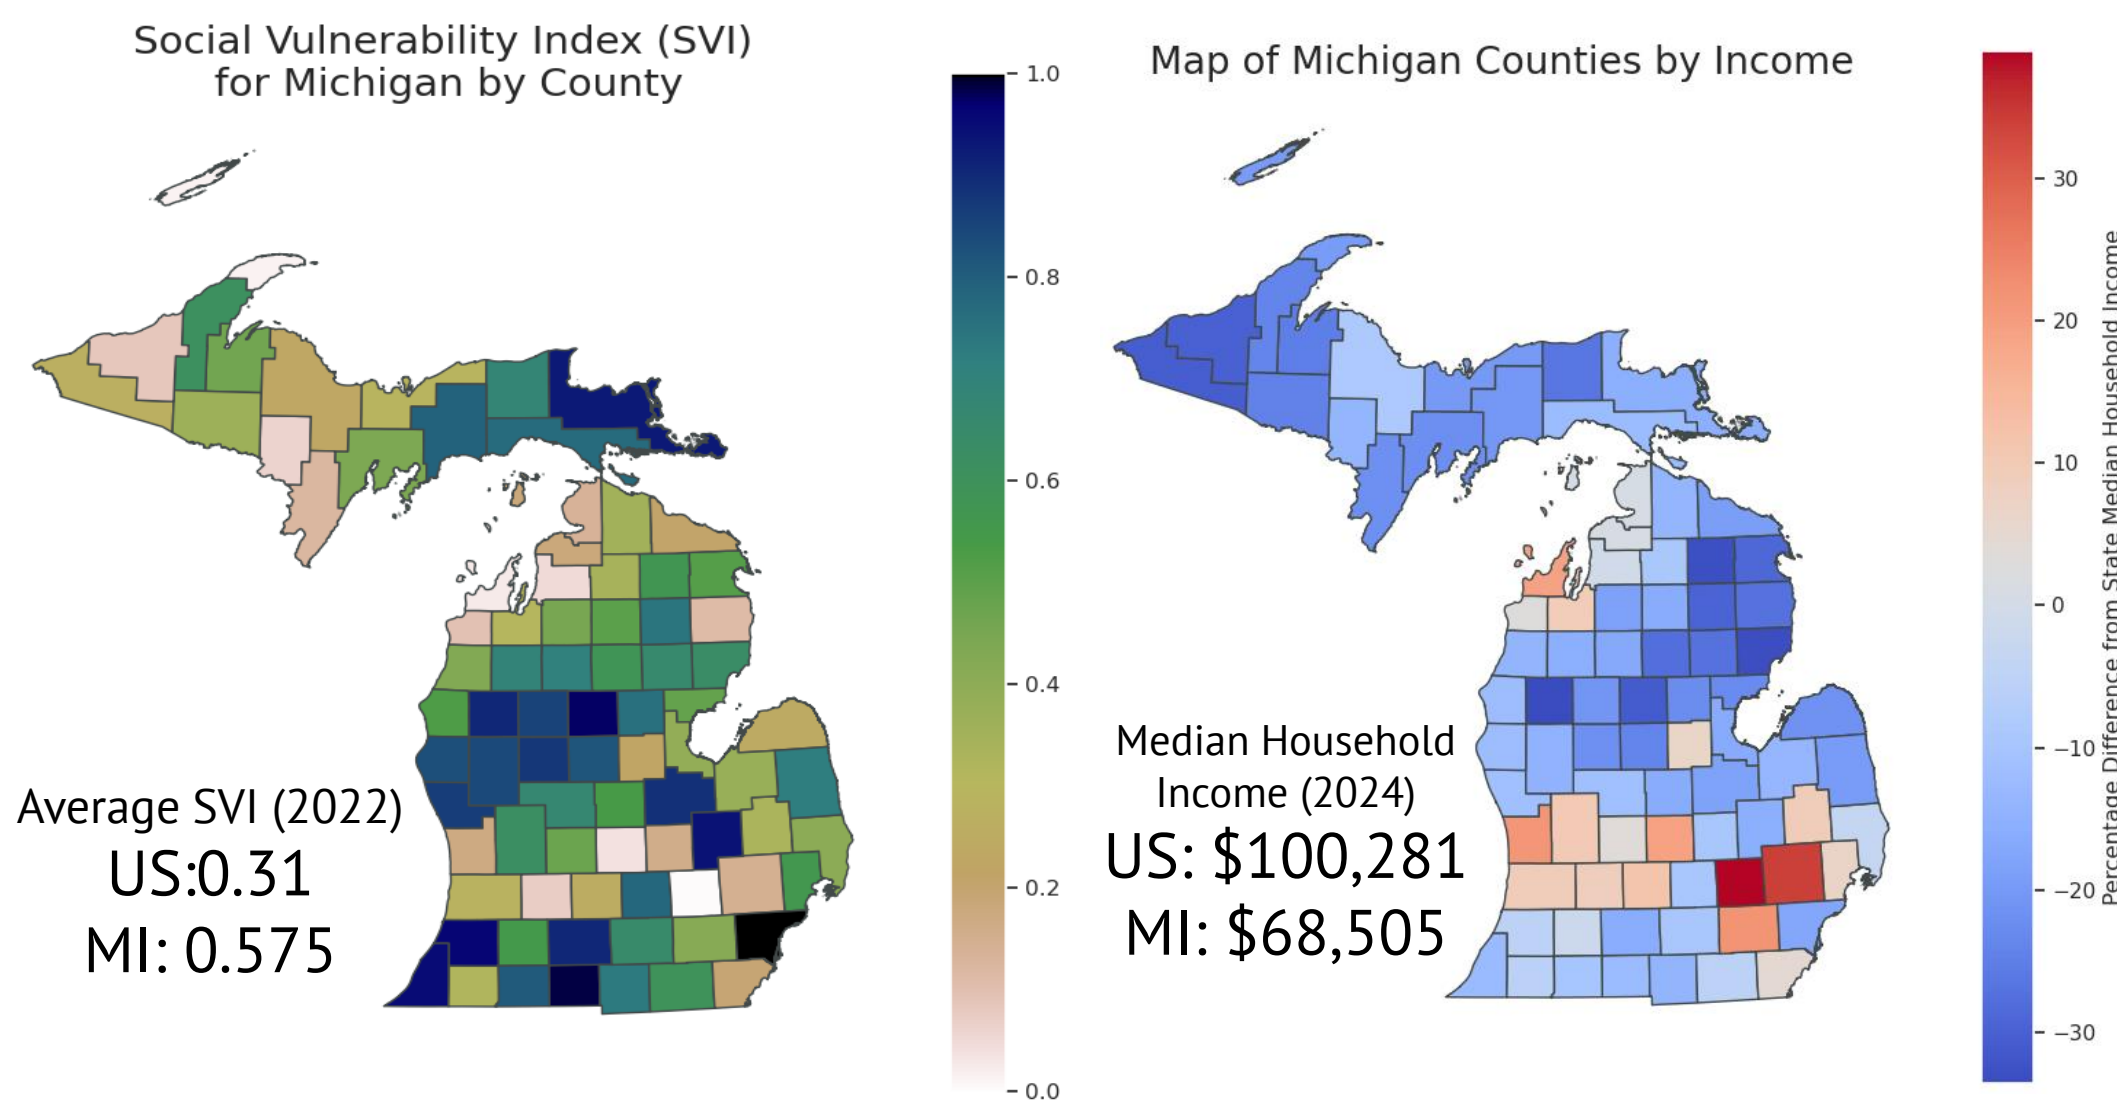 Social Vulnerability Index (SVI)
for Michigan by County
1.0
0.8
0.6
0.4
0.2
0.0
Average SVI (2022)
US:0.31
MI: 0.575
Map of Michigan Counties by Income
30
20
10
0
−10
−20
−30
Percentage Difference from State Median Household Income
Median Household
Income (2024)
US: $100,281
MI: $68,505